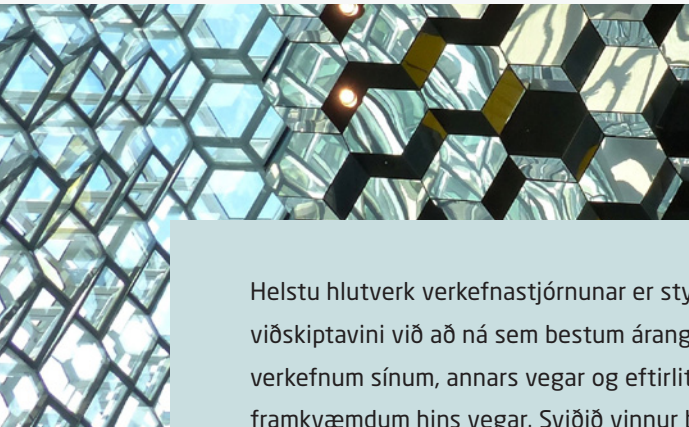 Helstu hlutverk verkefnastjórnunar er
viðskiptavini við að ná sem bestum
verkefnum sínum, annars vegar og
framkvæmdum hins vegar. Sviðið vinnur